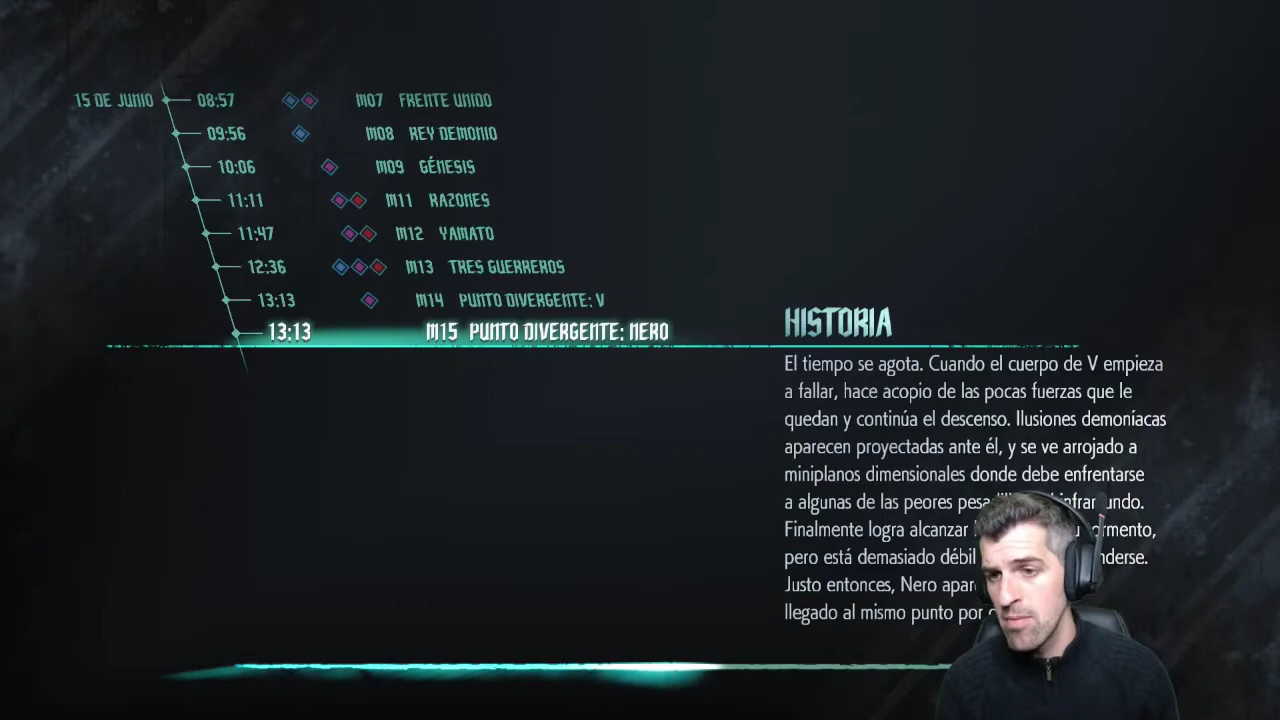 15 DE JUNIO 08:57 M07 FRENTE UNIDO
09:56 M08 REY DEMONIO
10:06 M09 GÉNESIS
11:11 M11 RAZONES
11:47 M12 YAMATO
12:36 M13 TRES GUERREROS
13:13 M14 PUNTO DIVERGENTE: V
13:13 M15 PUNTO DIVERGENTE: NERO
HISTORIA
El tiempo se agota. Cuando el cuerpo de V empieza
a fallar, hace acopio de las pocas fuerzas que le
quedan y continúa el descenso. Ilusiones demoníacas
aparecen proyectadas ante él, y se ve arrojado a
miniplanos dimensionales donde debe enfrentarse
a algunas de las peores
Finalmente logra alcanzar
pero está demasiado débil
Justo entonces, Nero
llegado al mismo punto por